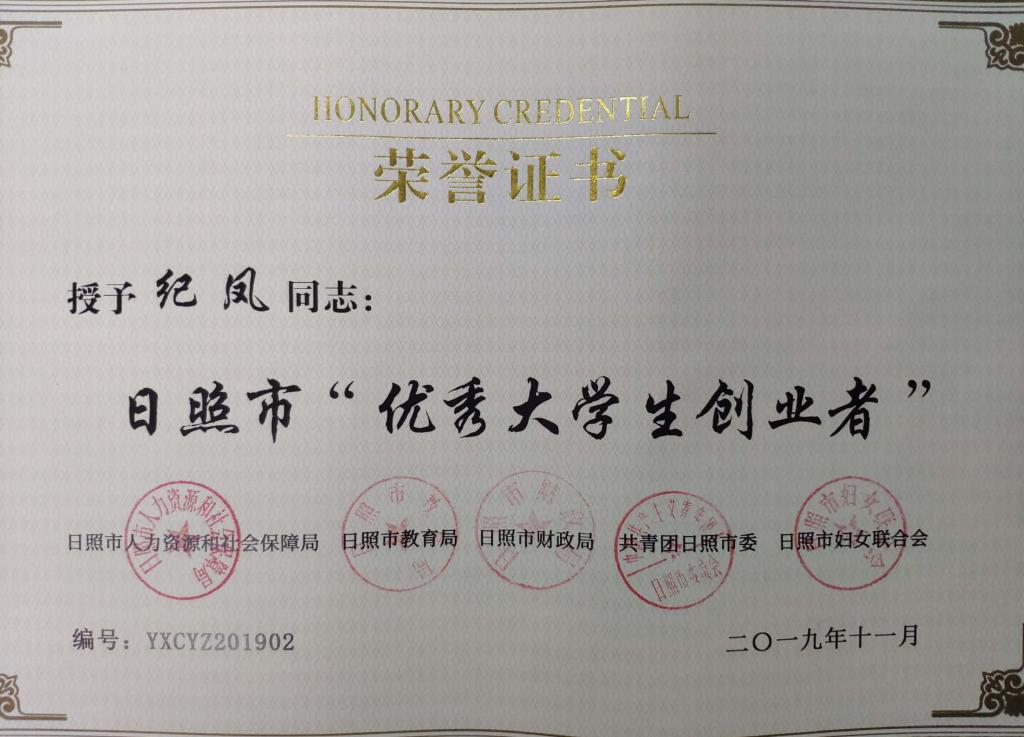 HONORARY CREDENTIAL
荣誉证书
授予 纪凤 同志：
日照市“优秀大学生创业者”
日照市人力资源和社会保障局 日照市教育局 日照市财政局 共青团日照市委 日照市妇女联合会
编号：YXCYZ201902
二〇一九年十一月